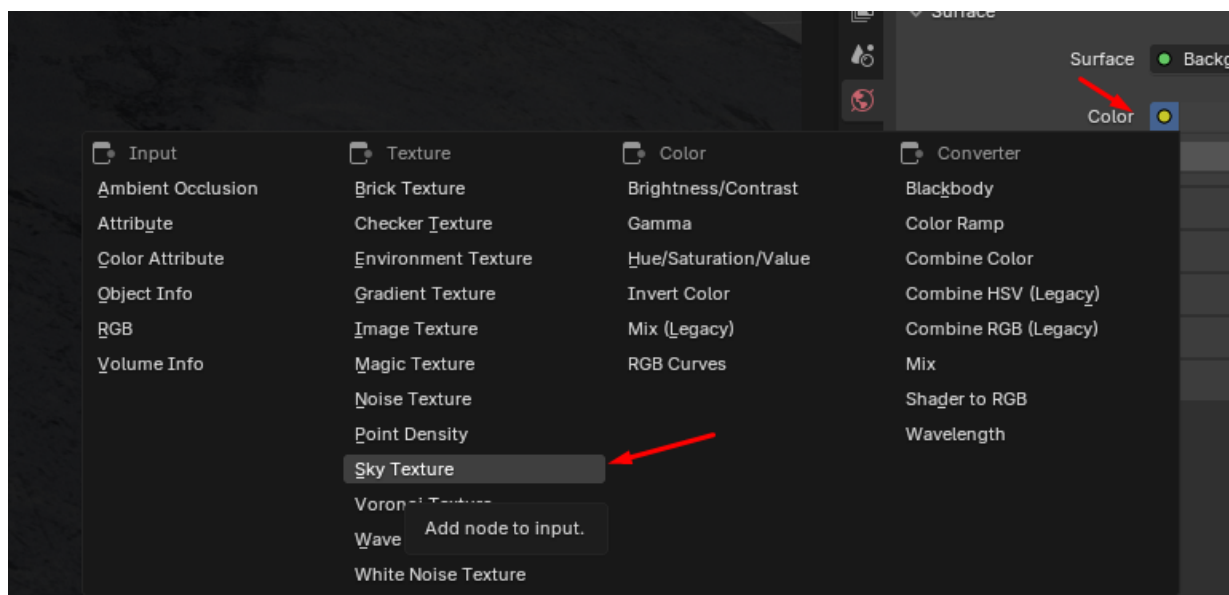 Surface
Surface
Backg
Color
Input
Ambient Occlusion
Attribute
Color Attribute
Object Info
RGB
Volume Info
Texture
Brick Texture
Checker Texture
Environment Texture
Gradient Texture
Image Texture
Magic Texture
Noise Texture
Point Density
Sky Texture
Voronoi Texture
Wave
White Noise Texture
Add node to input.
Color
Brightness/Contrast
Gamma
Hue/Saturation/Value
Invert Color
Mix (Legacy)
RGB Curves
Converter
Blackbody
Color Ramp
Combine Color
Combine HSV (Legacy)
Combine RGB (Legacy)
Mix
Shader to RGB
Wavelength